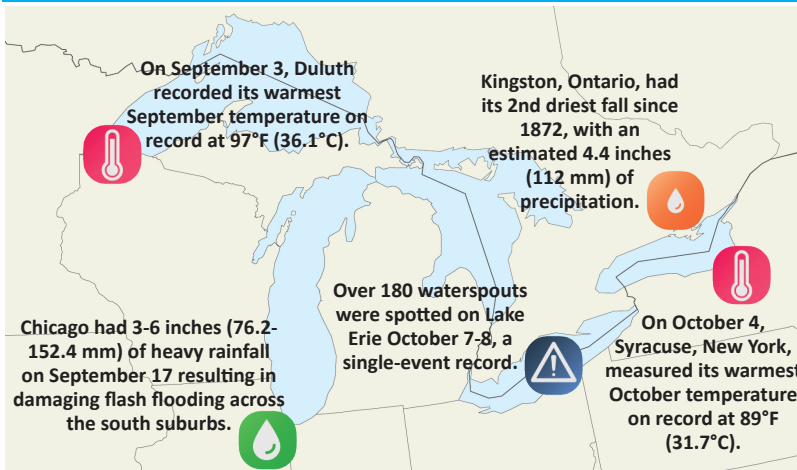 On September 3, Duluth
recorded its warmest
September temperature on
record at 97°F (36.1°C).
Kingston, Ontario, had
its 2nd driest fall since
1872, with an
estimated 4.4 inches
(112 mm) of
precipitation.
Over 180 waterspouts
were spotted on Lake
Erie October 7-8, a
single-event record.
Chicago had 3-6 inches (76.2-
152.4 mm) of heavy rainfall
on September 17 resulting in
damaging flash flooding across
the south suburbs.
On October 4,
Syracuse, New York,
measured its warmest
October temperature
on record at 89°F
(31.7°C).